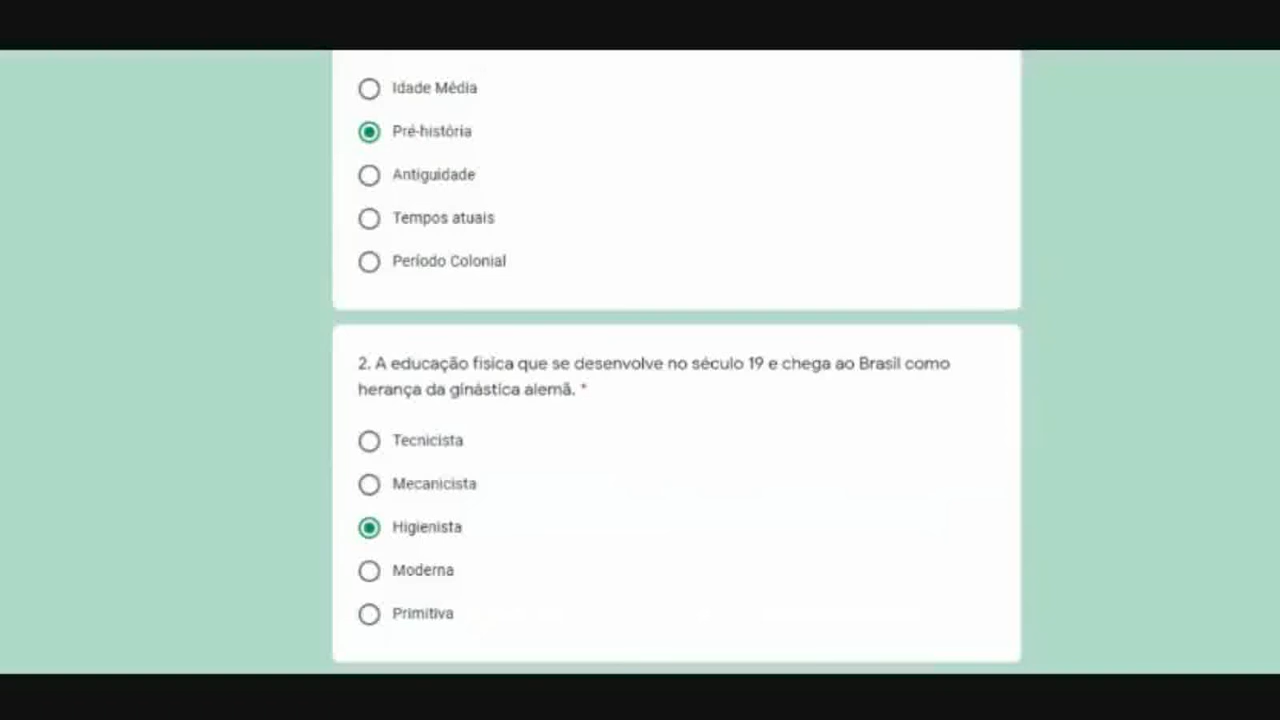 Idade Média
Pré-história
Antiguidade
Tempos atuais
Período Colonial
2. A educação física que se desenvolve no século 19 e chega ao Brasil como
herança da ginástica alemã. *
Tecnicista
Mecanicista
Higienista
Moderna
Primitiva